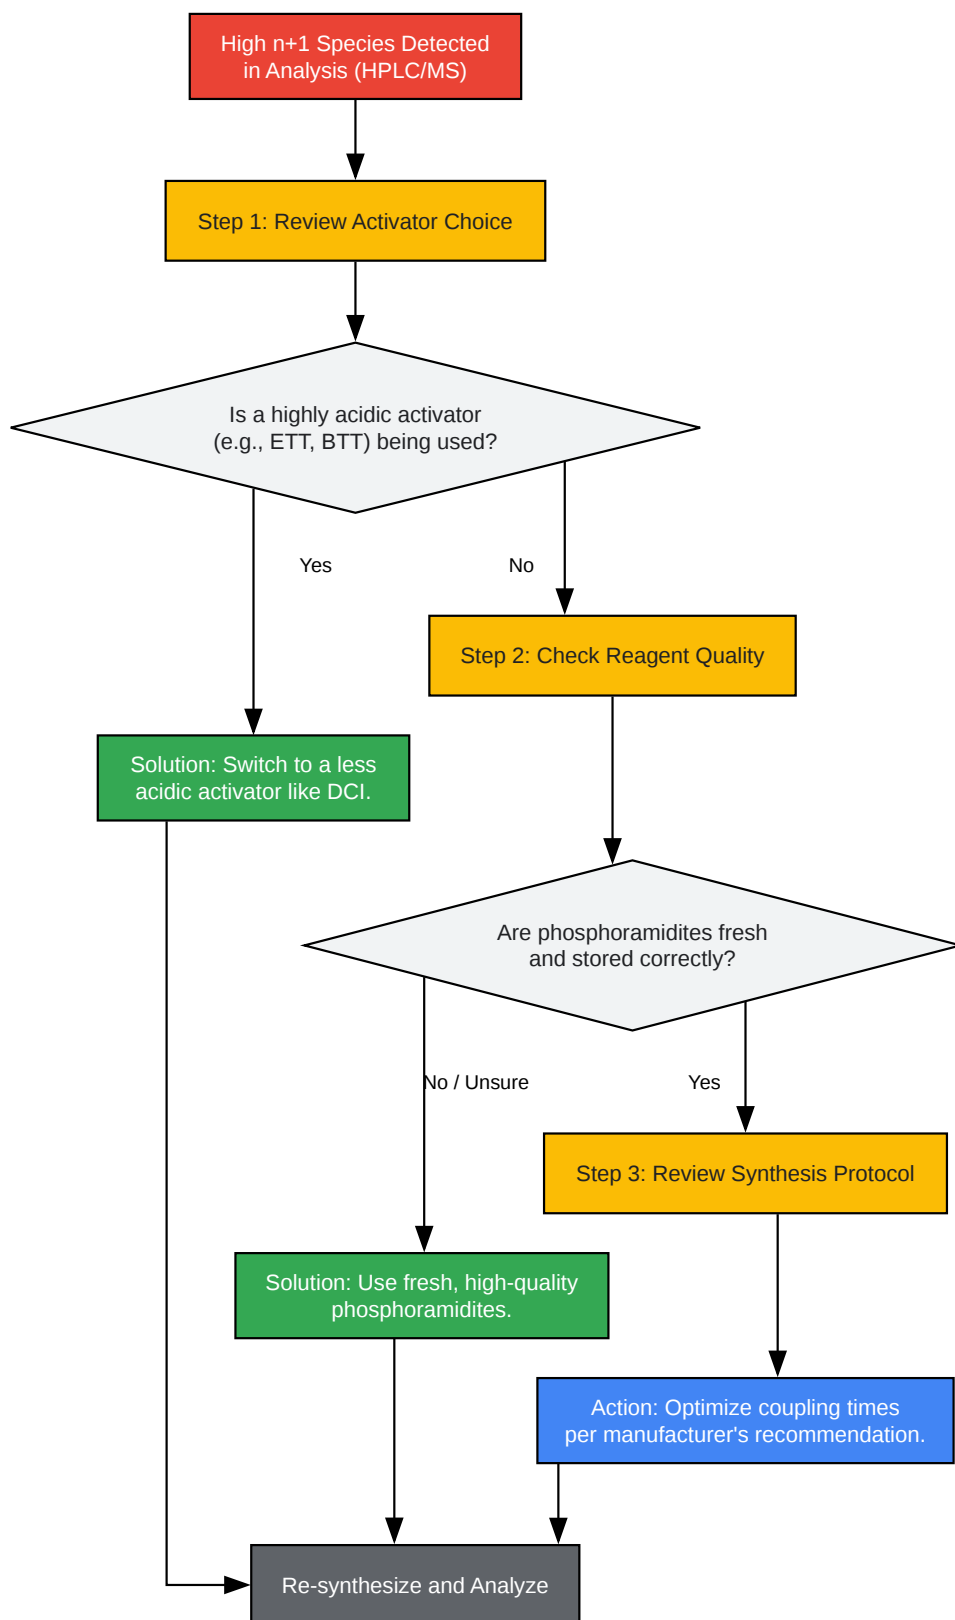 High n+1 Species Detected
in Analysis (HPLC/MS)
Step 1: Review Activator Choice
Is a highly acidic activator
(e.g., ETT, BTT) being used?
Yes
No
Step 2: Check Reagent Quality
Solution: Switch to a less
acidic activator like DCI.
Are phosphoramidites fresh
and stored correctly?
No / Unsure
Yes
Step 3: Review Synthesis Protocol
Solution: Use fresh, high-quality
phosphoramidites.
Action: Optimize coupling times
per manufacturer's recommendation.
Re-synthesize and Analyze